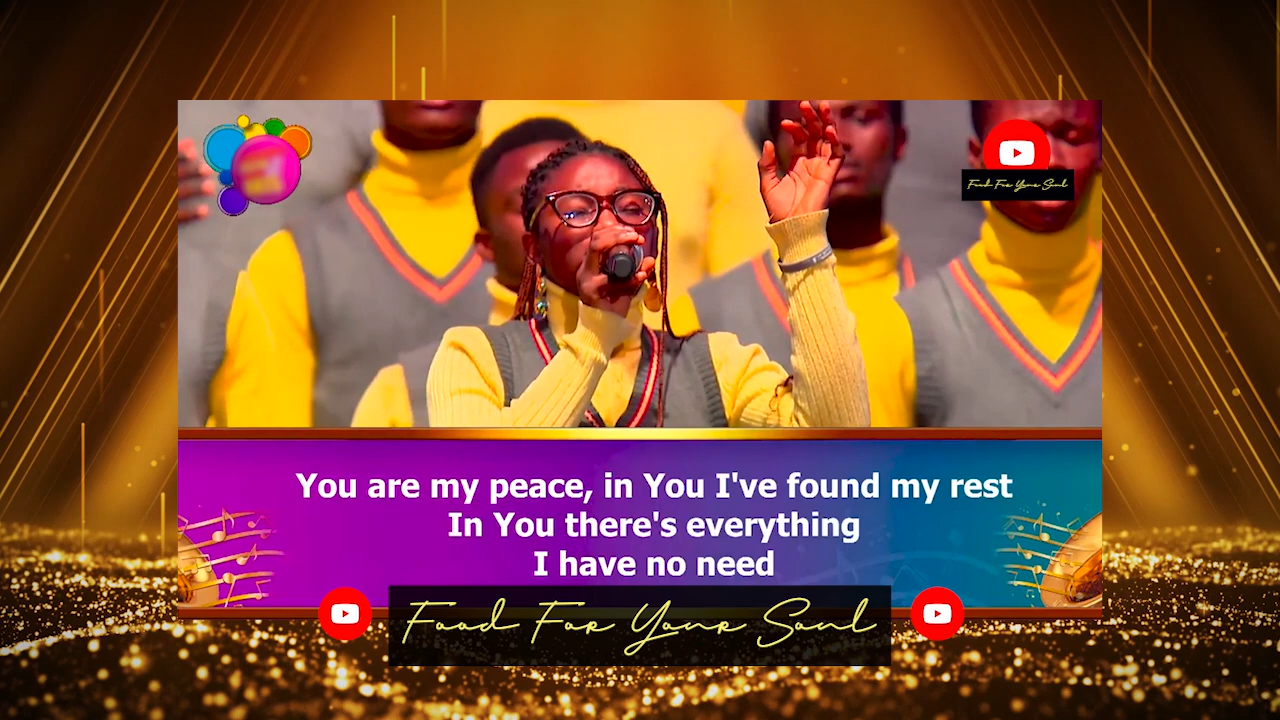 Food For Your Soul
You are my peace, in You I've found my rest
In You there's everything
I have no need
Food For Your Soul